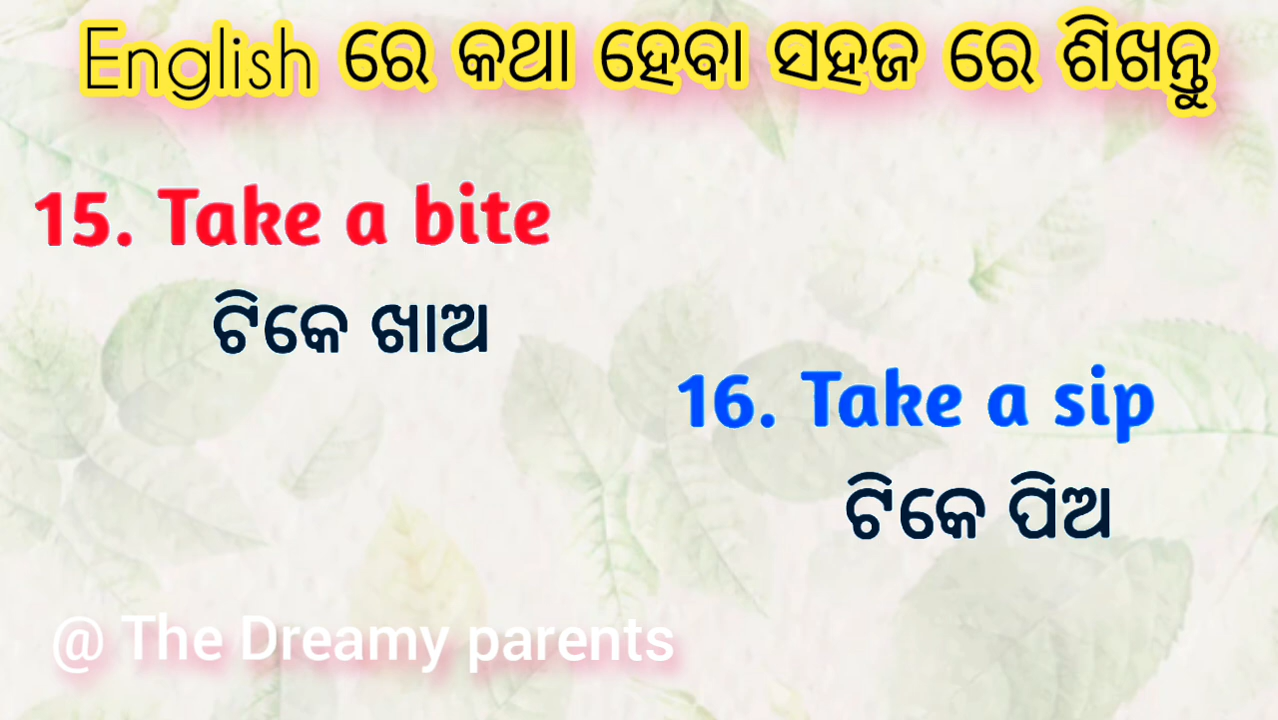 English ରେ କଥା ହେବା ସହଜ ରେ ଶିଖନ୍ତୁ
15. Take a bite
ଟିକେ ଖାଅ
16. Take a sip
ଟିକେ ପିଅ
@ The Dreamy parents